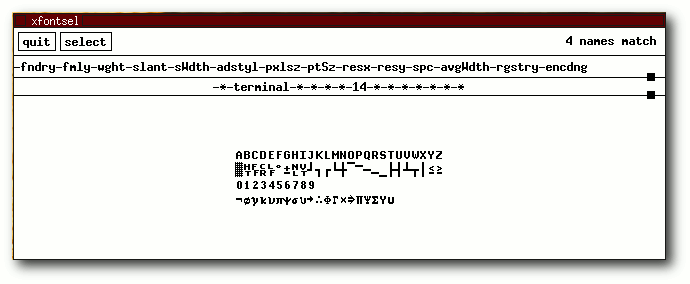 xfontsel
quit select 4 names match
-fndry-fmly-wght-slant-sWdth-adstyl-pxlsz-ptSz-resx-resy-spc-avgWdth-rgstry-encdng
-*-terminal-*-*-*-*-14-*-*-*-*-*-*-*
ABCDEFGHIJKLMNOPQRSTUVWXYZ
0123456789